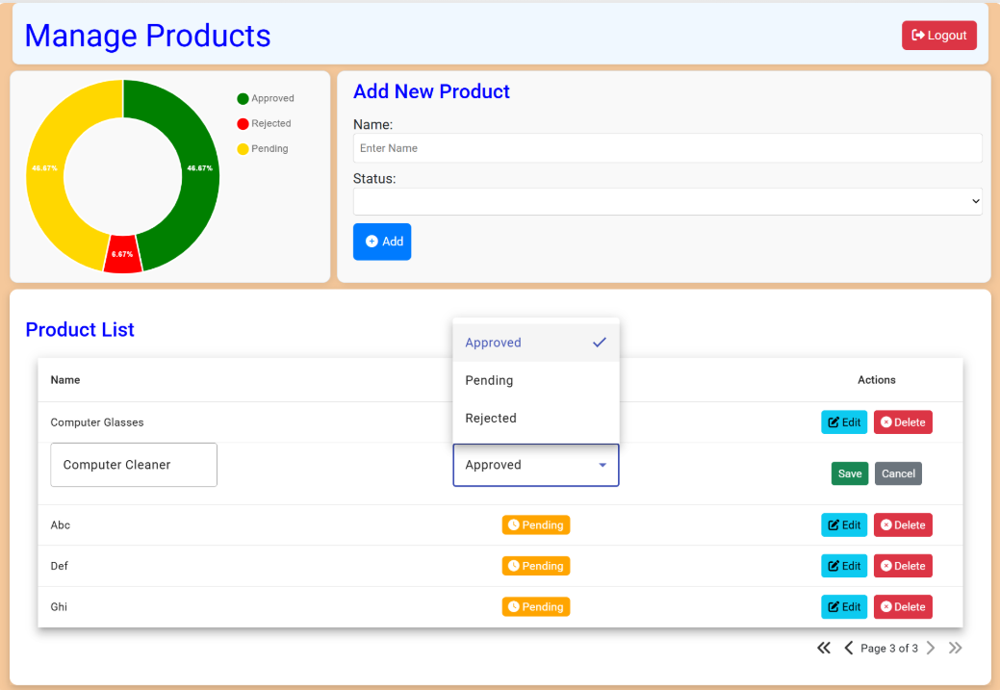 Manage Products
Logout
Approved
Rejected
Pending
46.67%
46.67%
6.67%
Add New Product
Name:
Enter Name
Status:
Add
Product List
Name
Actions
Approved
Pending
Rejected
Computer Glasses
Edit Delete
Computer Cleaner Approved Save Cancel
Abc Pending Edit Delete
Def Pending Edit Delete
Ghi Pending Edit Delete
Page 3 of 3